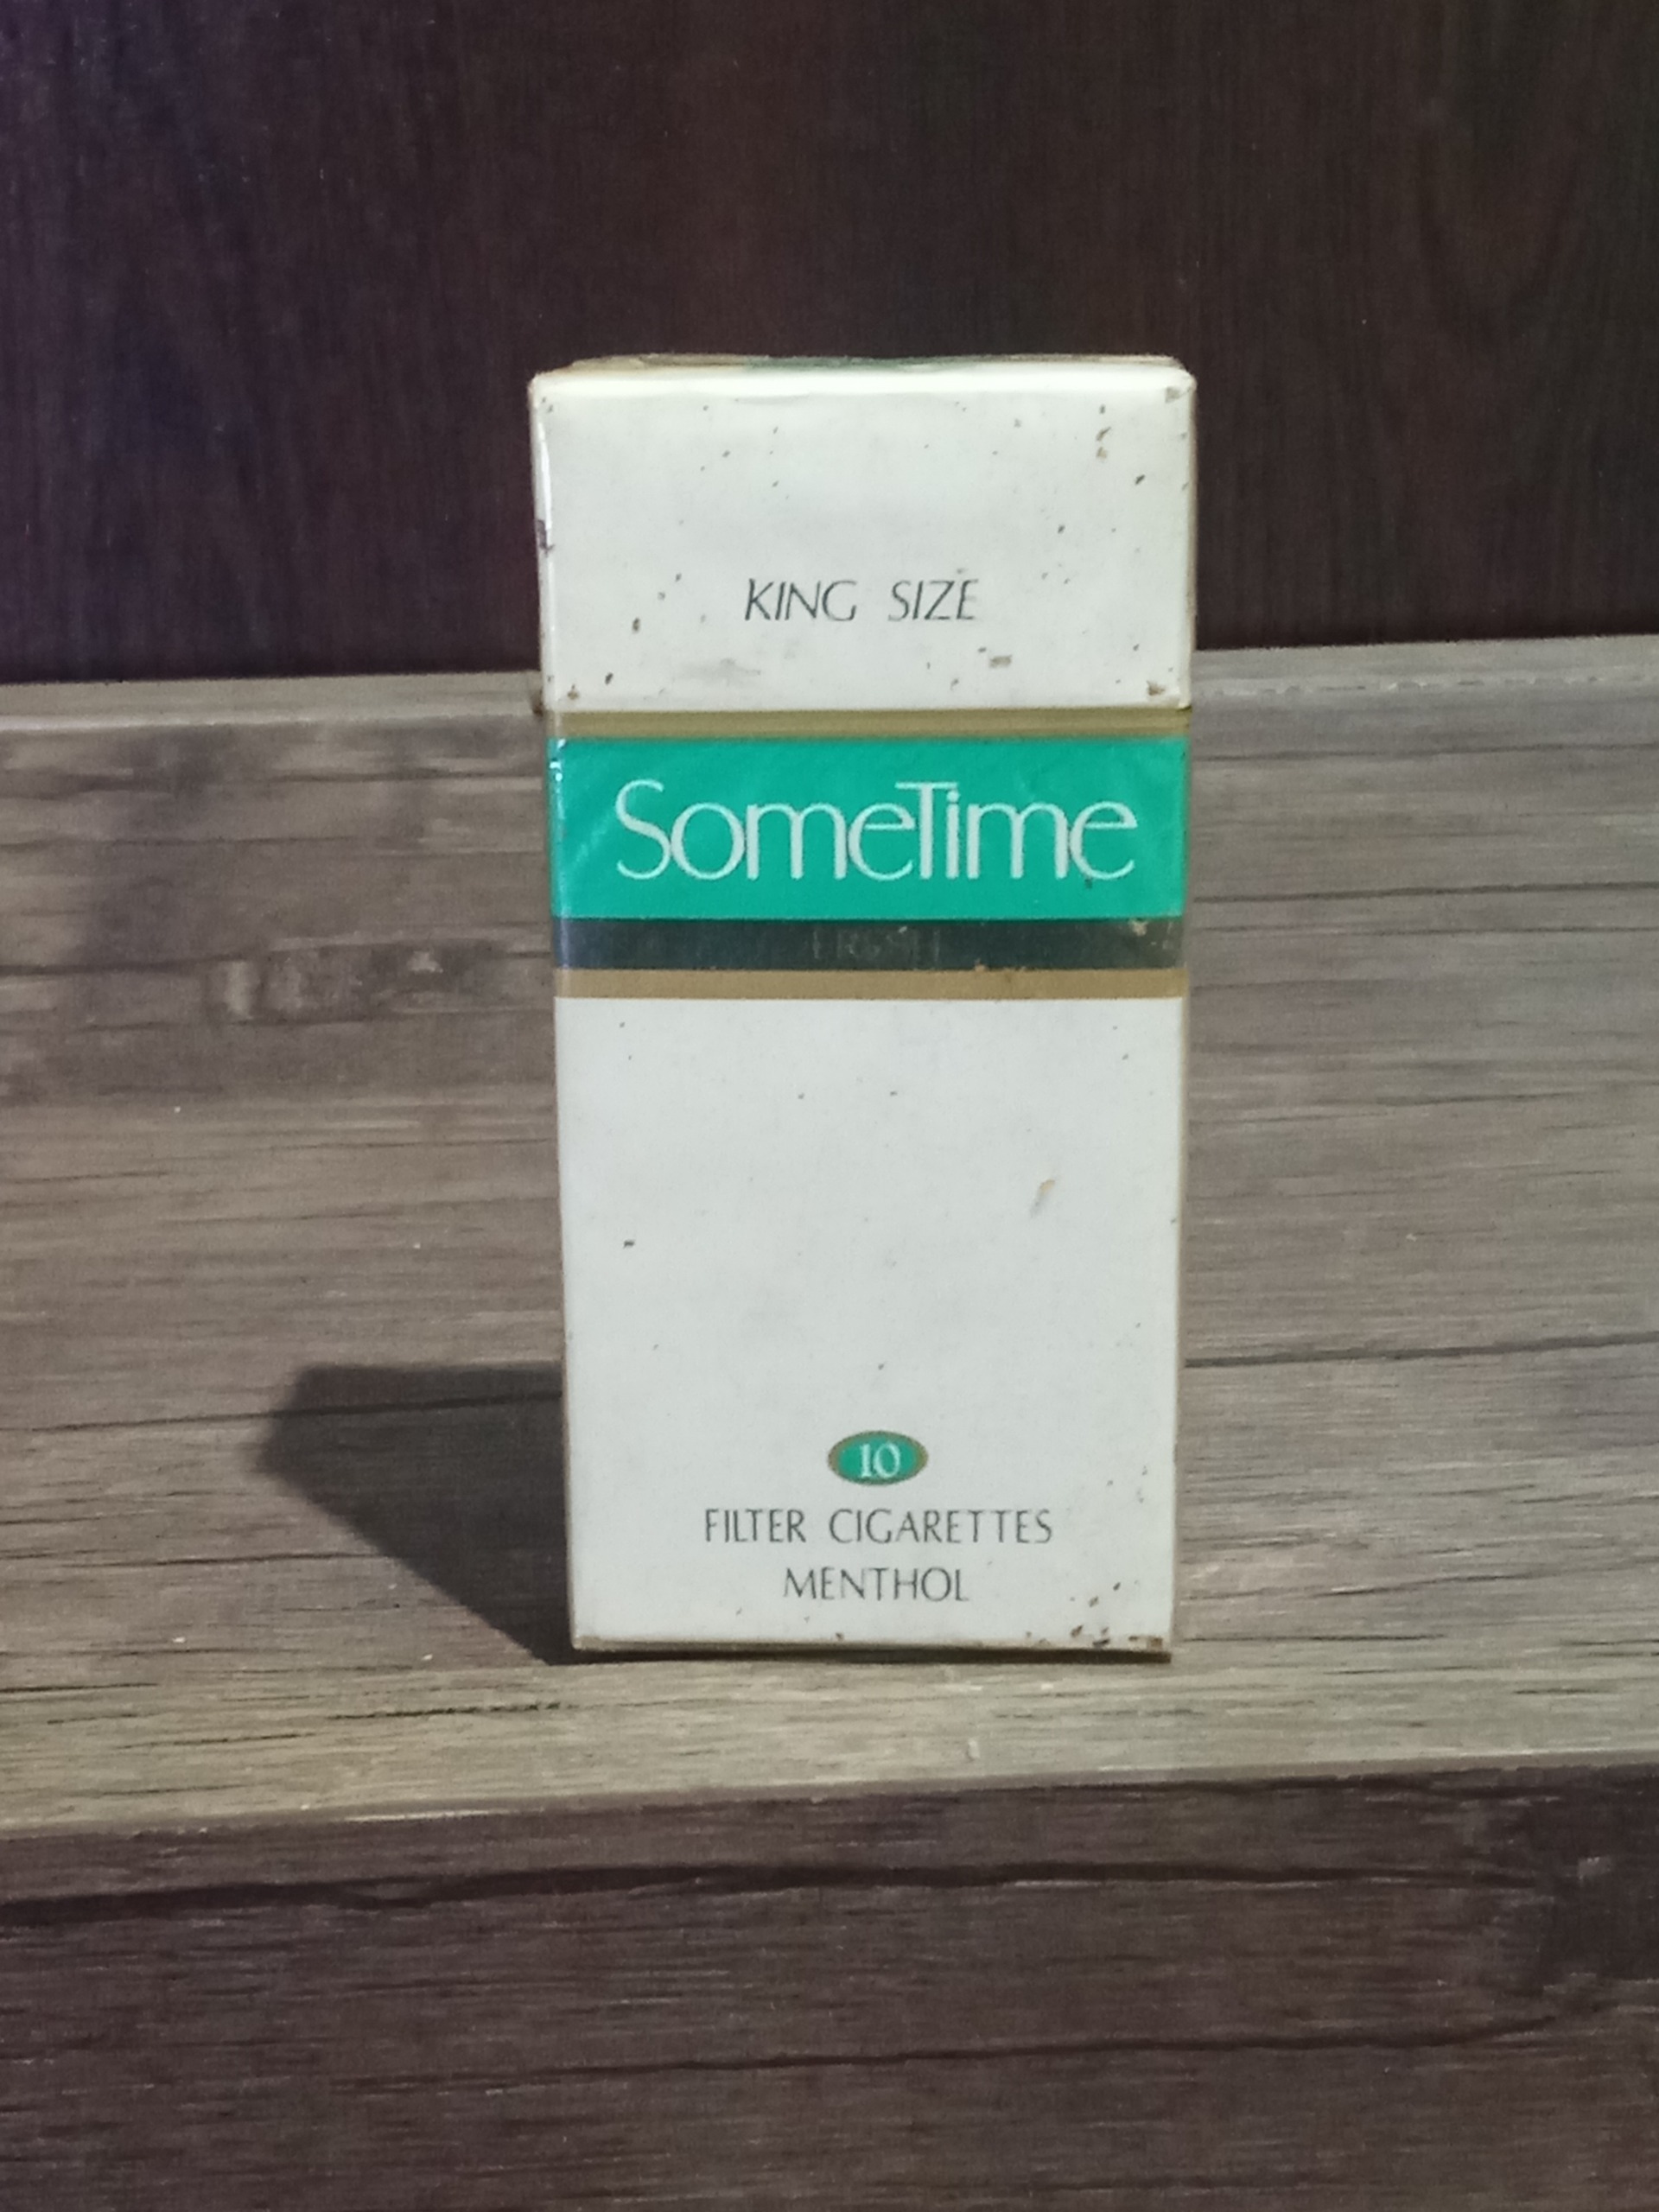 KING SIZE
SomeTime
FRESH
10
FILTER CIGARETTES
MENTHOL